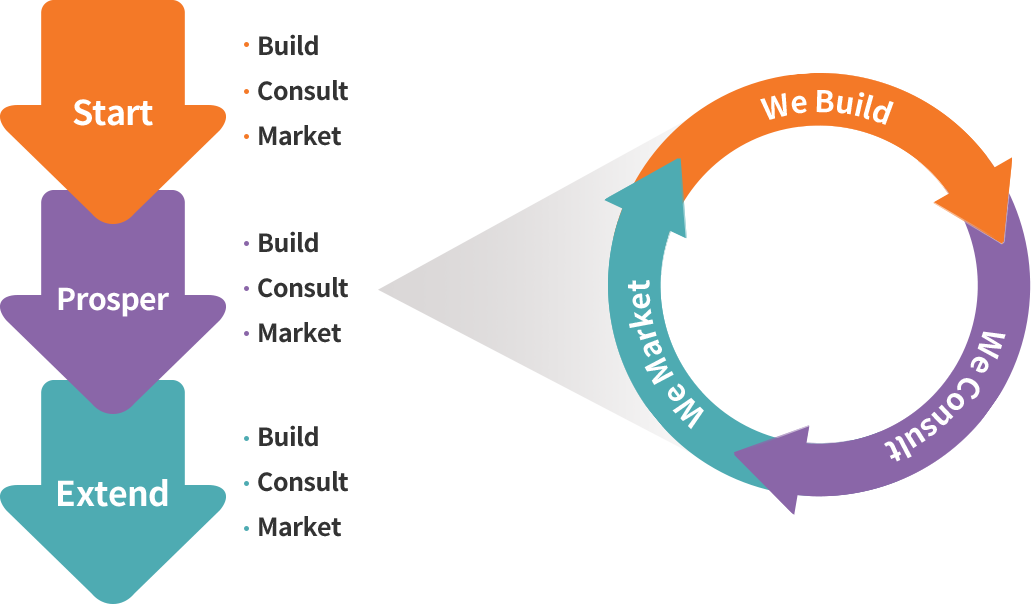 Start
Build
Consult
Market
Prosper
Build
Consult
Market
Extend
Build
Consult
Market
We Build
We Consult
We Market